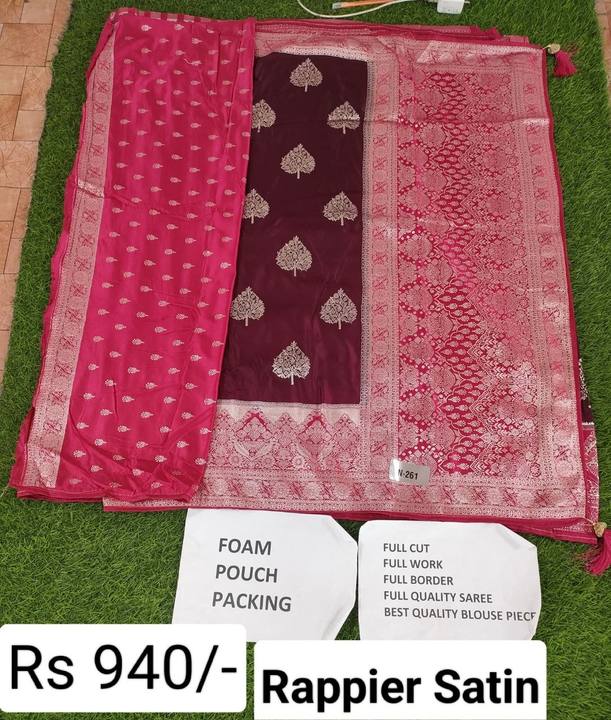 N-261
FOAM
POUCH
PACKING
FULL CUT
FULL WORK
FULL BORDER
FULL QUALITY SAREE
BEST QUALITY BLOUSE PIECE
Rs 940/-
Rappier Satin